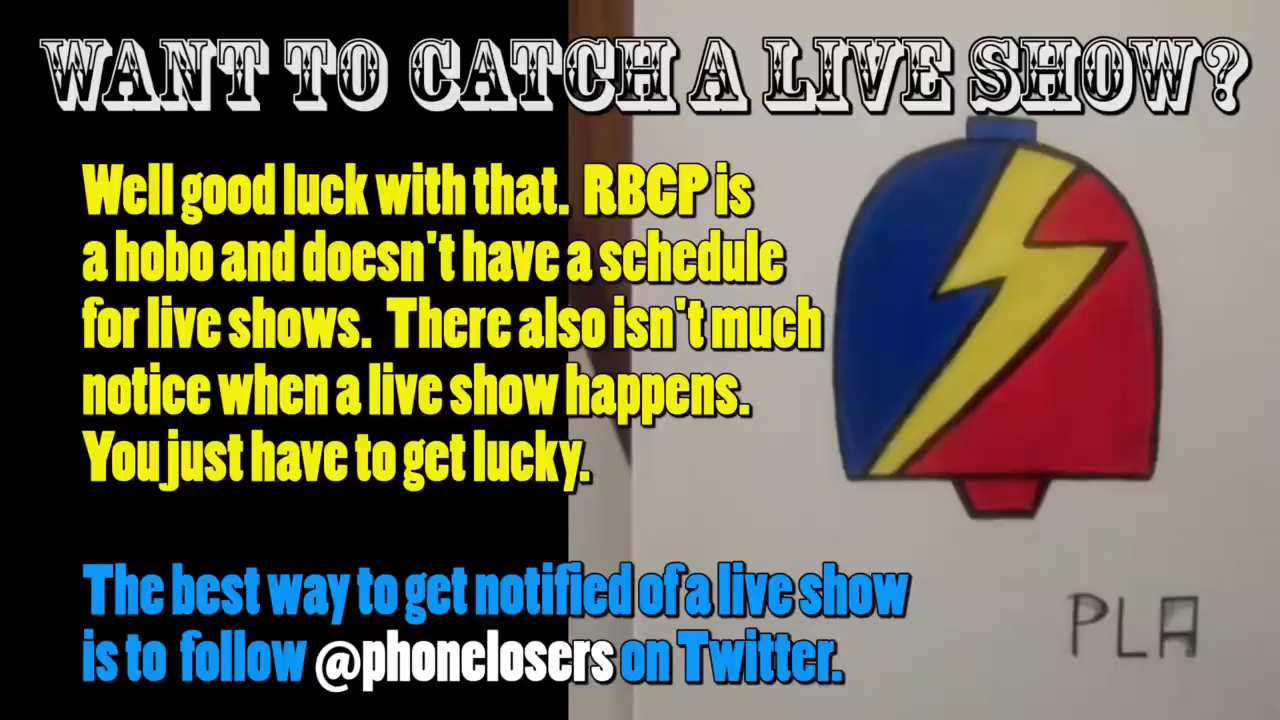 WANT TO CATCH A LIVE SHOW?
Well good luck with that. RBCP is
a hobo and doesn't have a schedule
for live shows. There also isn't much
notice when a live show happens.
You just have to get lucky.
The best way to get notified of a live show
is to follow @phonelosers on Twitter.
PLA